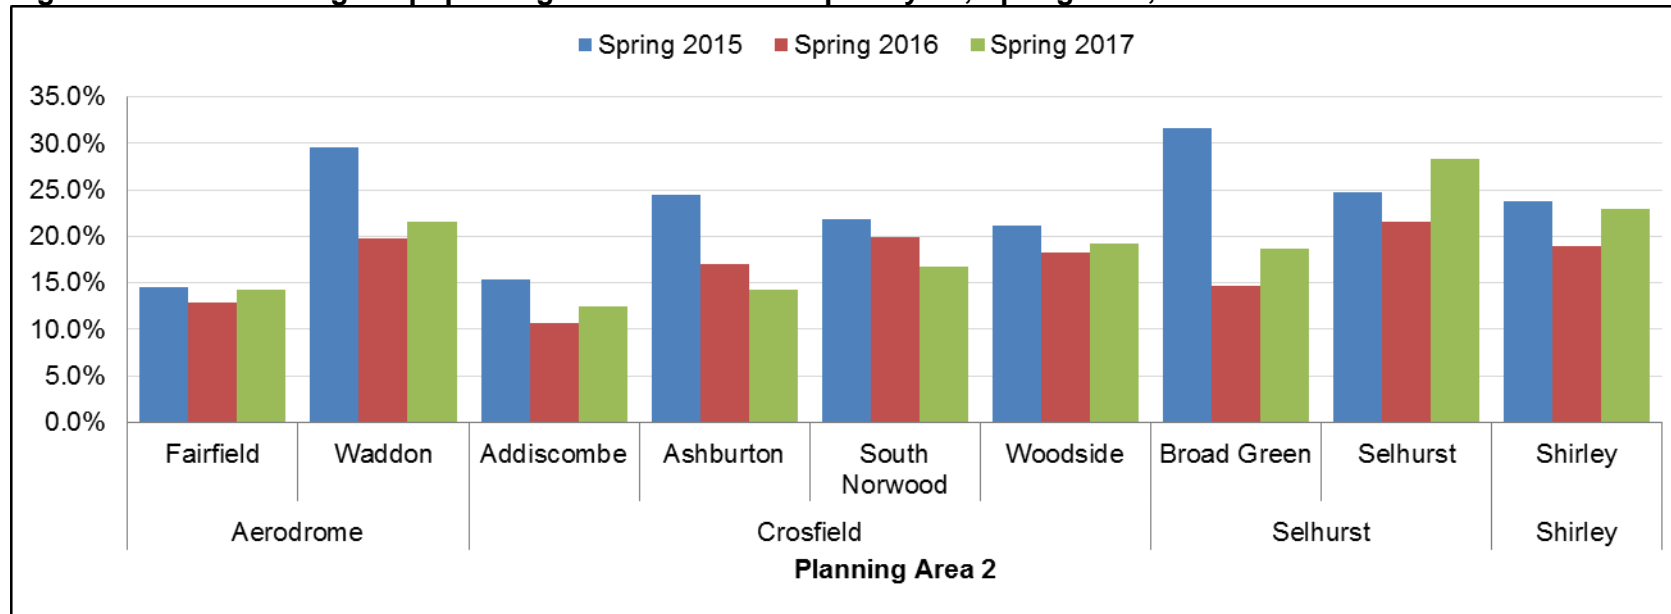 Spring 2015 Spring 2016 Spring 2017
35.0%
30.0%
25.0%
20.0%
15.0%
10.0%
5.0%
0.0%
Fairfield Waddon Addiscombe Ashburton South Norwood Woodside Broad Green Selhurst Shirley
Aerodrome Crosfield Selhurst Shirley
Planning Area 2